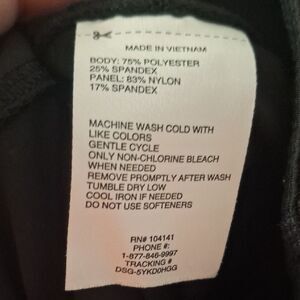 MADE IN VIETNAM
BODY: 75% POLYESTER
25% SPANDEX
PANEL: 83% NYLON
17% SPANDEX
MACHINE WASH COLD WITH
LIKE COLORS
GENTLE CYCLE
ONLY NON-CHLORINE BLEACH
WHEN NEEDED
REMOVE PROMPTLY AFTER WASH
TUMBLE DRY LOW
COOL IRON IF NEEDED
DO NOT USE SOFTENERS
RN# 104141
PHONE #:
1-877-846-9997
TRACKING #
DSG-5YKD0HGG